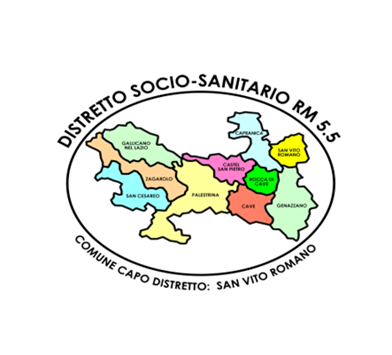 DISTRETTO SOCIO-SANITARIO RM 5.5
CAPRANICA
GALLICANO
NEL LAZIO
SAN VITO
ROMANO
CASTEL
SAN PIETRO
ZAGAROLO
ROCCA DI
CAVE
SAN CESAREO
PALESTRINA
CAVE
GENAZZANO
COMUNE CAPO DISTRETTO: SAN VITO ROMANO